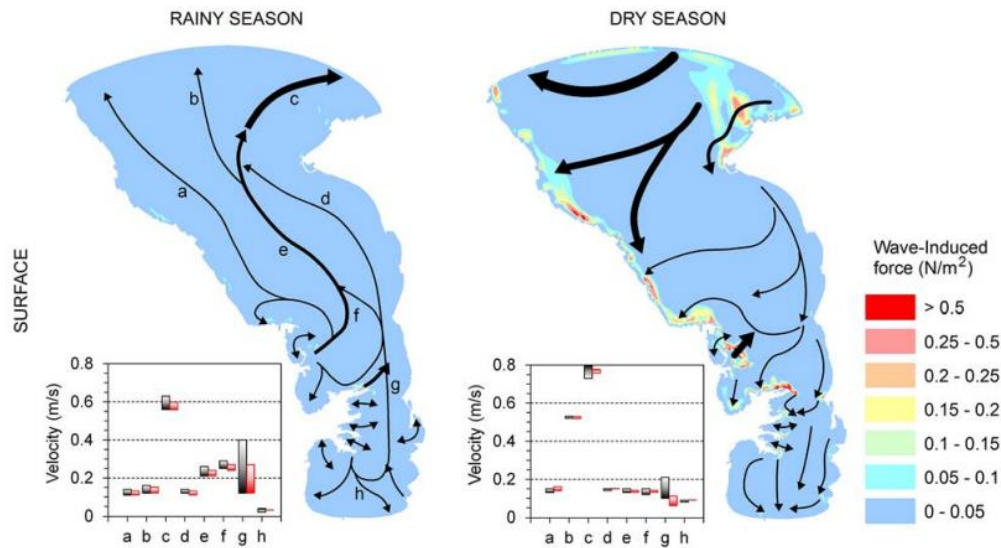 RAINY SEASON
DRY SEASON
SURFACE
b
c
a
d
e
f
g
h
Wave-Induced
force (N/m²)
> 0.5
0.25 - 0.5
0.2 - 0.25
0.15 - 0.2
0.1 - 0.15
0.05 - 0.1
0 - 0.05
Velocity (m/s)
0.8
0.6
0.4
0.2
0
a b c d e f g h
Velocity (m/s)
0.8
0.6
0.4
0.2
0
a b c d e f g h